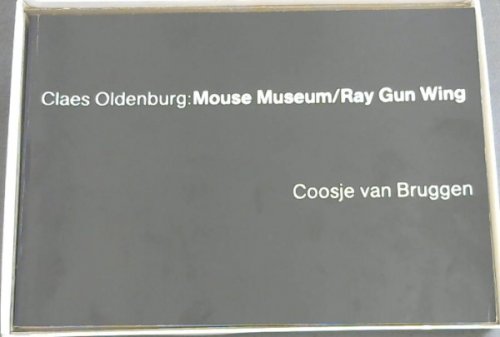 Claes Oldenburg: Mouse Museum/Ray Gun Wing
Coosje van Bruggen